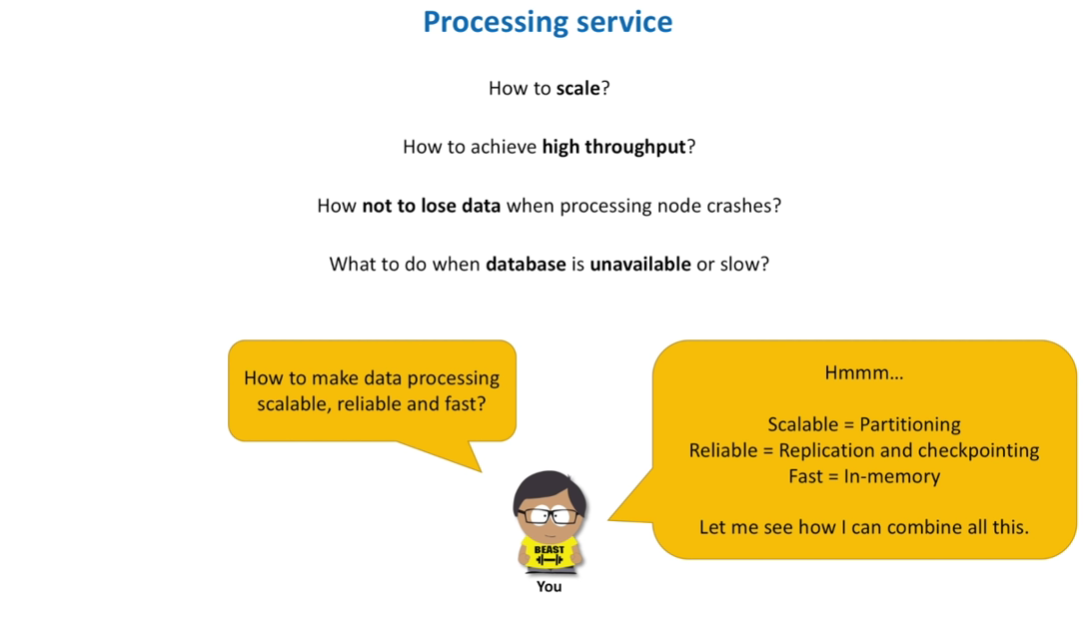 Processing service
How to scale?
How to achieve high throughput?
How not to lose data when processing node crashes?
What to do when database is unavailable or slow?
How to make data processing
scalable, reliable and fast?
Hmmm...
Scalable = Partitioning
Reliable = Replication and checkpointing
Fast = In-memory
Let me see how I can combine all this.
BEAST
You